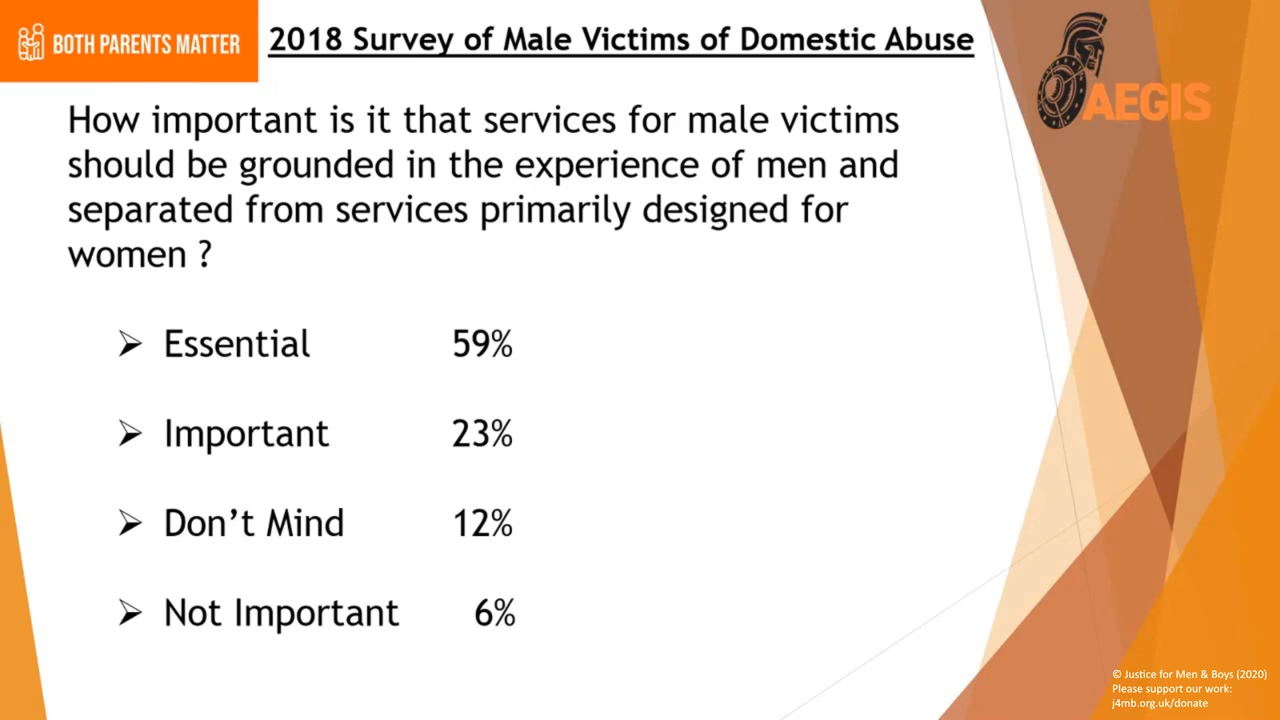 BOTH PARENTS MATTER
2018 Survey of Male Victims of Domestic Abuse
AEGIS
How important is it that services for male victims
should be grounded in the experience of men and
separated from services primarily designed for
women ?
Essential 59%
Important 23%
Don’t Mind 12%
Not Important 6%
© Justice for Men & Boys (2020)
Please support our work:
j4mb.org.uk/donate